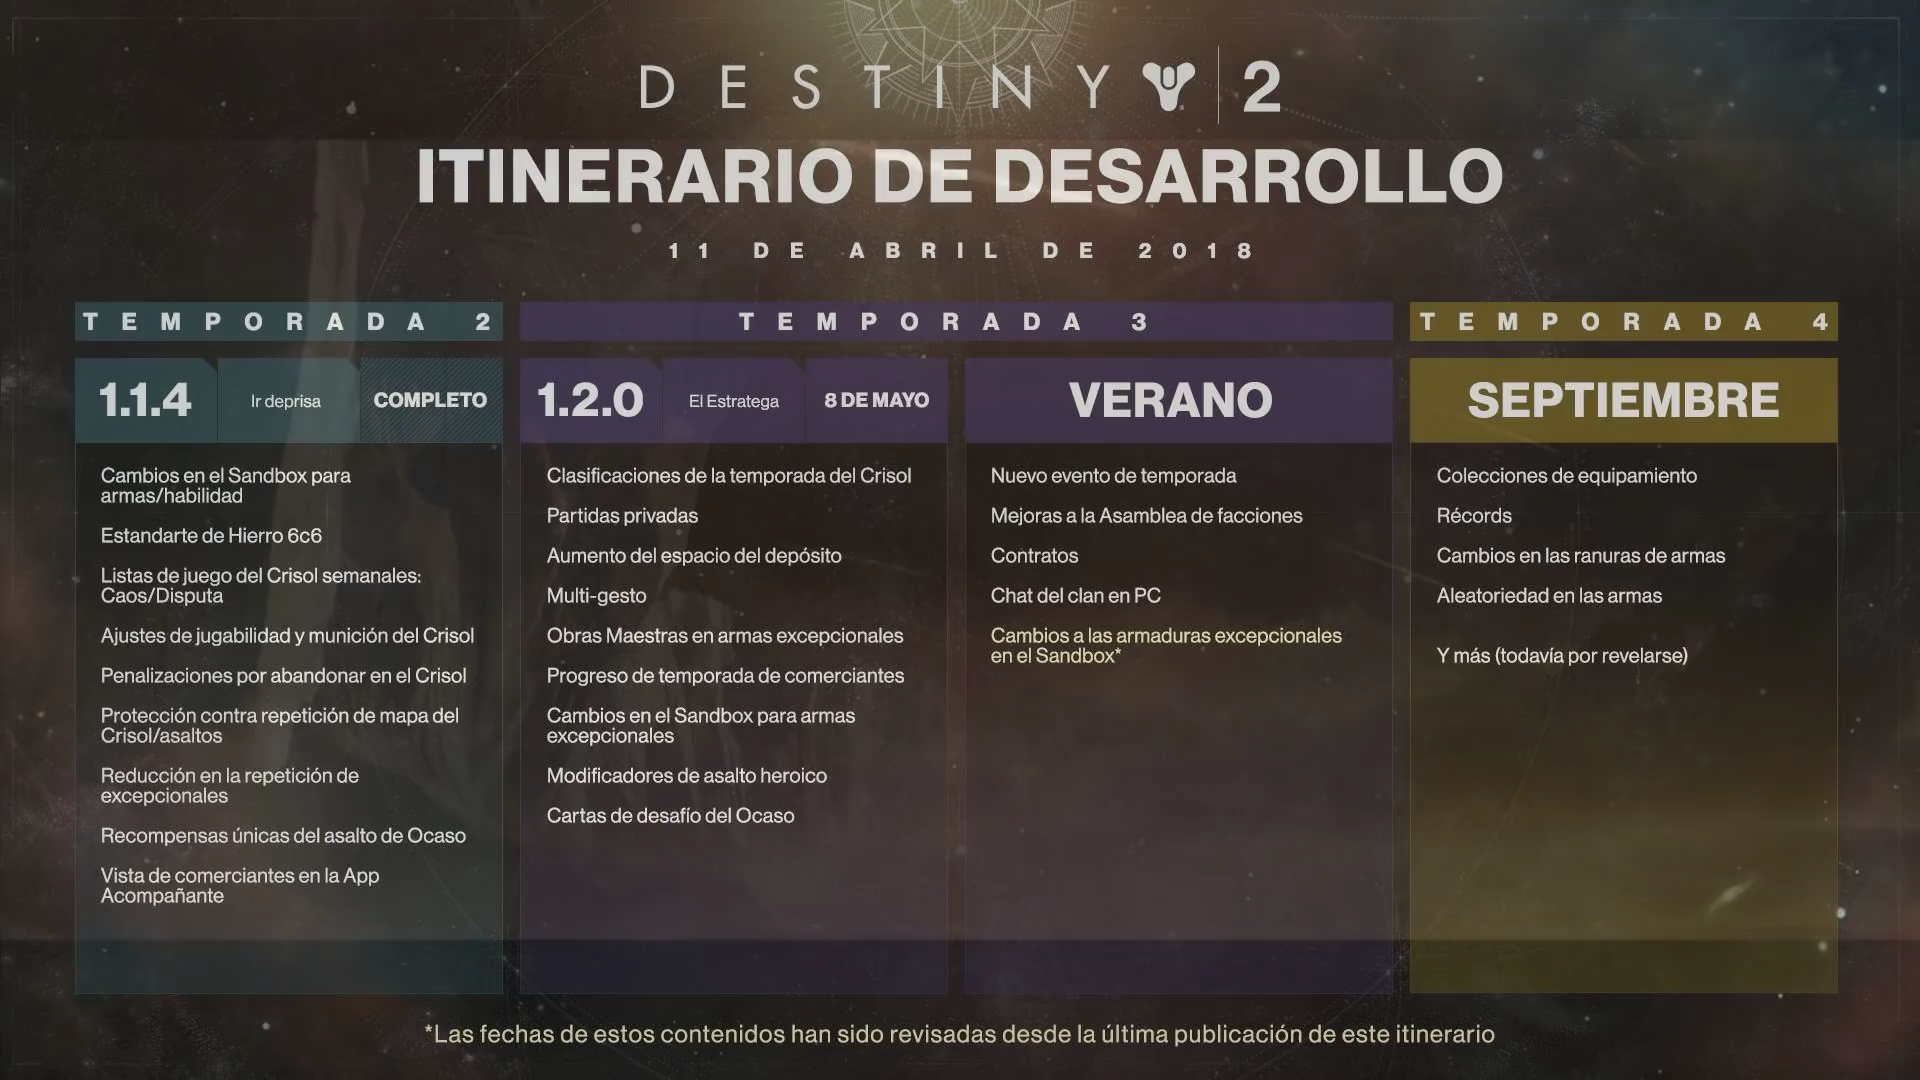 DESTINY 2
ITINERARIO DE DESARROLLO
11 DE ABRIL DE 2018
TEMPORADA 2
1.1.4
Ir deprisa
COMPLETO
Cambios en el Sandbox para
armas/habilidad
Estandarte de Hierro 6c6
Listas de juego del Crisol semanales:
Caos/Disputa
Ajustes de jugabilidad y munición del Crisol
Penalizaciones por abandonar en el Crisol
Protección contra repetición de mapa del
Crisol/asaltos
Reducción en la repetición de
excepcionales
Recompensas únicas del asalto de Ocaso
Vista de comerciantes en la App
Acompañante
TEMPORADA 3
1.2.0
El Estratega
8 DE MAYO
Clasificaciones de la temporada del Crisol
Partidas privadas
Aumento del espacio del depósito
Multi-gesto
Obras Maestras en armas excepcionales
Progreso de temporada de comerciantes
Cambios en el Sandbox para armas
excepcionales
Modificadores de asalto heroico
Cartas de desafío del Ocaso
VERANO
Nuevo evento de temporada
Mejoras a la Asamblea de facciones
Contratos
Chat del clan en PC
Cambios a las armaduras excepcionales
en el Sandbox*
TEMPORADA 4
SEPTIEMBRE
Colecciones de equipamiento
Récords
Cambios en las ranuras de armas
Aleatoriedad en las armas
Y más (todavía por revelarse)
*Las fechas de estos contenidos han sido revisadas desde la última publicación de este itinerario